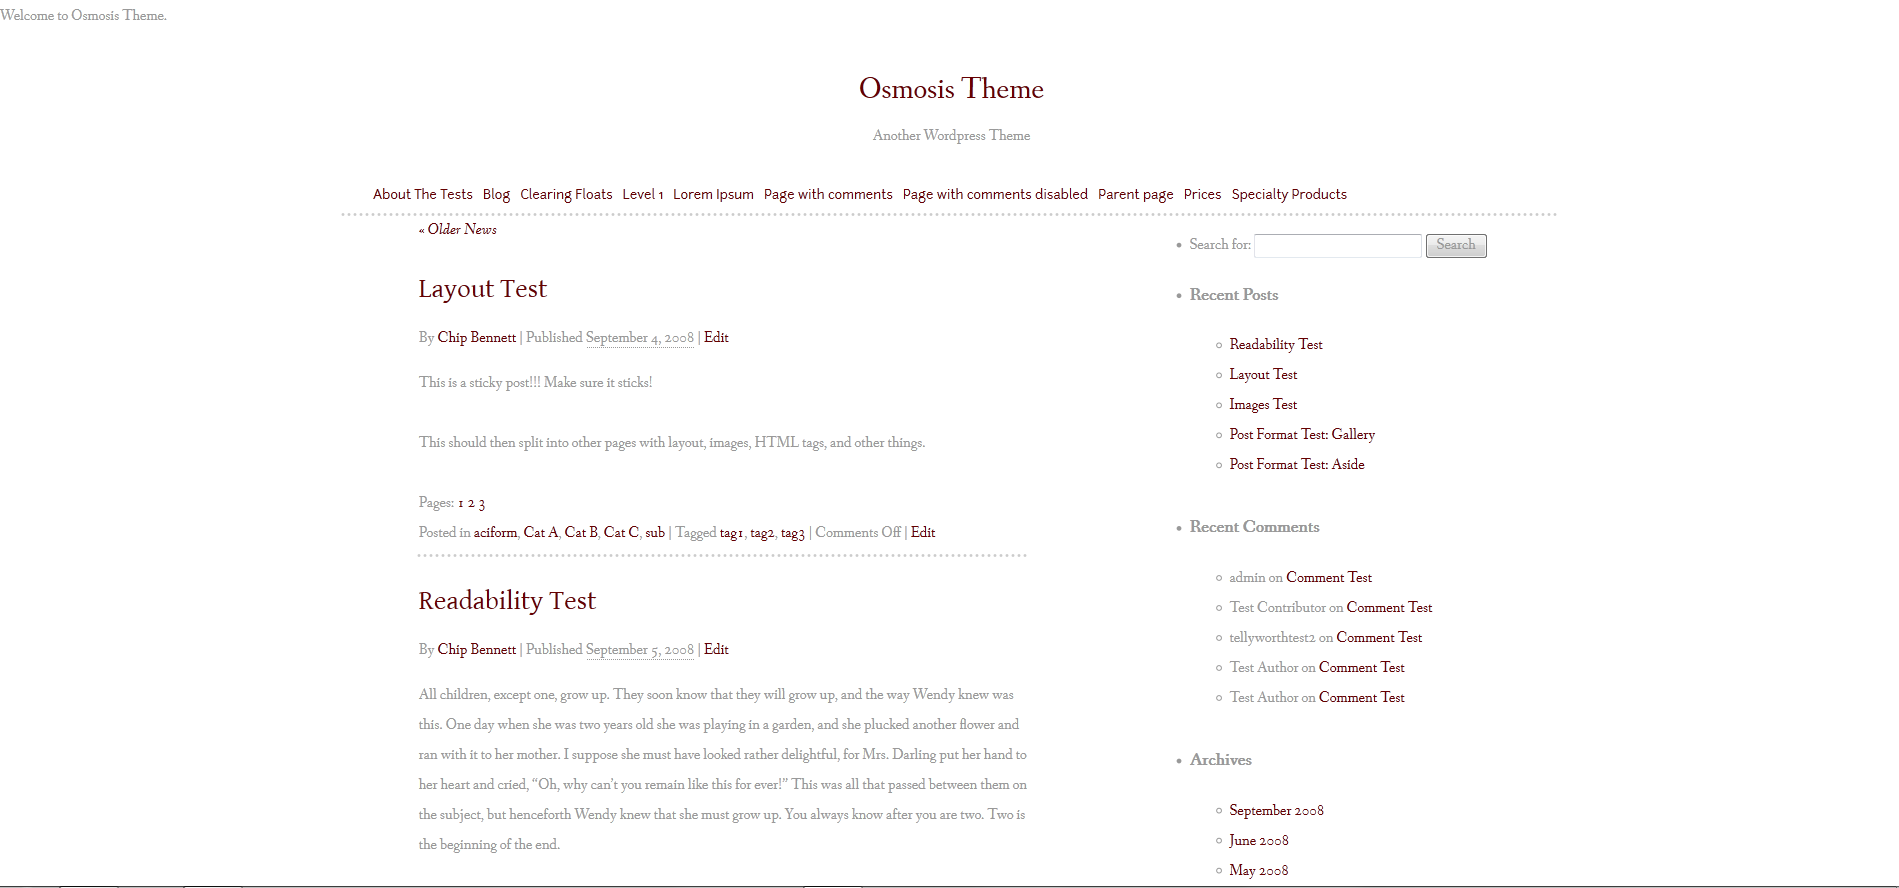 Welcome to Osmosis Theme.
Osmosis Theme
Another Wordpress Theme
About The Tests Blog Clearing Floats Level 1 Lorem Ipsum Page with comments Page with comments disabled Parent page Prices Specialty Products
« Older News
Layout Test
By Chip Bennett | Published September 4, 2008 | Edit
This is a sticky post!!! Make sure it sticks!
This should then split into other pages with layout, images, HTML tags, and other things.
Pages: 1 2 3
Posted in aciform, Cat A, Cat B, Cat C, sub | Tagged tag1, tag2, tag3 | Comments Off | Edit
Readability Test
By Chip Bennett | Published September 5, 2008 | Edit
All children, except one, grow up. They soon know that they will grow up, and the way Wendy knew was
this. One day when she was two years old she was playing in a garden, and she plucked another flower and
ran with it to her mother. I suppose she must have looked rather delightful, for Mrs. Darling put her hand to
her heart and cried, “Oh, why can’t you remain like this for ever!” This was all that passed between them on
the subject, but henceforth Wendy knew that she must grow up. You always know after you are two. Two is
the beginning of the end.
Search for: Search
Recent Posts
Readability Test
Layout Test
Images Test
Post Format Test: Gallery
Post Format Test: Aside
Recent Comments
admin on Comment Test
Test Contributor on Comment Test
tellyworthtest2 on Comment Test
Test Author on Comment Test
Test Author on Comment Test
Archives
September 2008
June 2008
May 2008